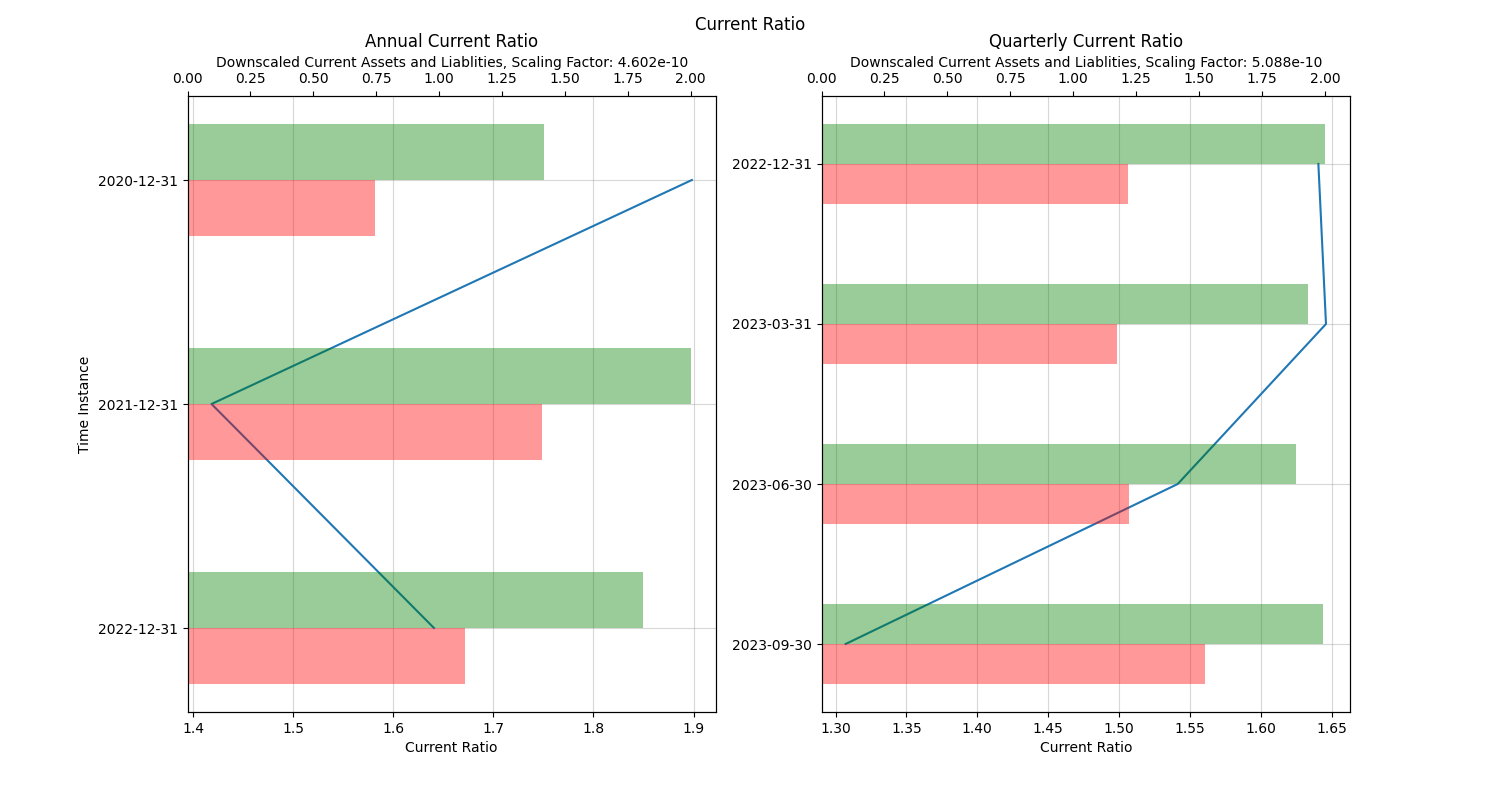 Current Ratio
Annual Current Ratio
Downscaled Current Assets and Liablities, Scaling Factor: 4.602e-10
0.00 0.25 0.50 0.75 1.00 1.25 1.50 1.75 2.00
Time Instance
2020-12-31
2021-12-31
2022-12-31
1.4 1.5 1.6 1.7 1.8 1.9
Current Ratio
Quarterly Current Ratio
Downscaled Current Assets and Liablities, Scaling Factor: 5.088e-10
0.00 0.25 0.50 0.75 1.00 1.25 1.50 1.75 2.00
2022-12-31
2023-03-31
2023-06-30
2023-09-30
1.30 1.35 1.40 1.45 1.50 1.55 1.60 1.65
Current Ratio